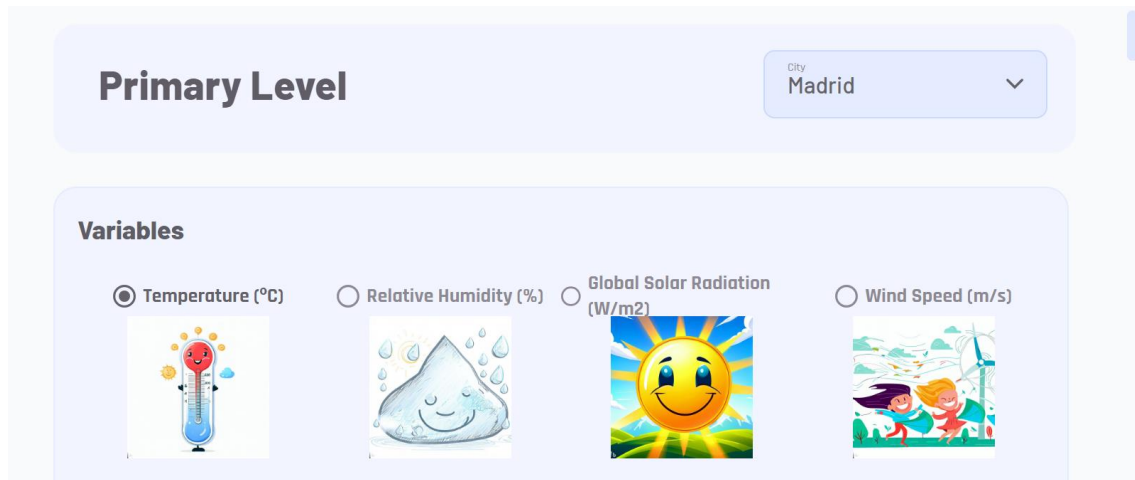 Primary Level
City
Madrid
Variables
Temperature (ºC)
Relative Humidity (%)
Global Solar Radiation
(W/m2)
Wind Speed (m/s)